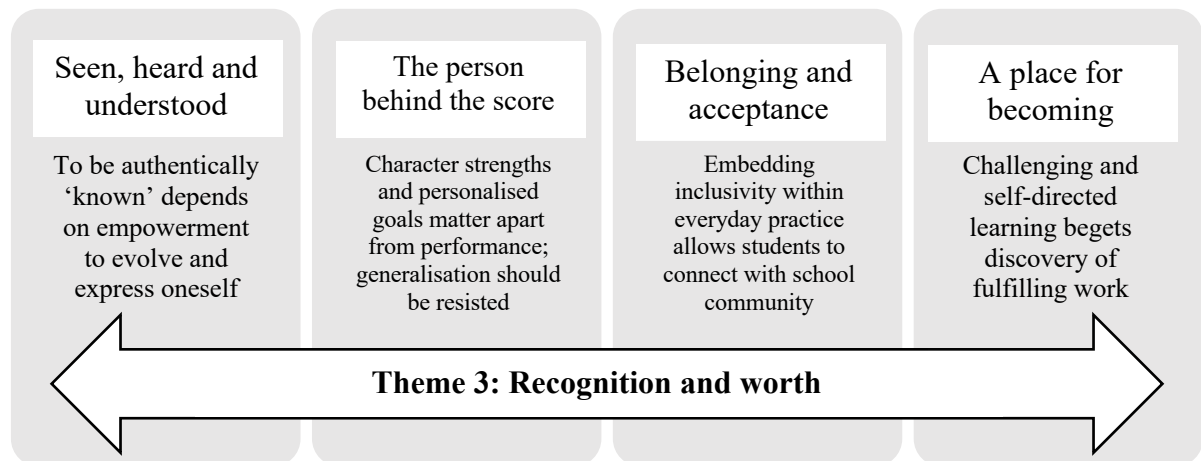 Seen, heard and
understood
To be authentically
‘known’ depends
on empowerment
to evolve and
express oneself
The person
behind the score
Character strengths
and personalised
goals matter apart
from performance;
generalisation should
be resisted
Belonging and
acceptance
Embedding
inclusivity within
everyday practice
allows students to
connect with school
community
A place for
becoming
Challenging and
self-directed
learning begets
discovery of
fulfilling work
Theme 3: Recognition and worth